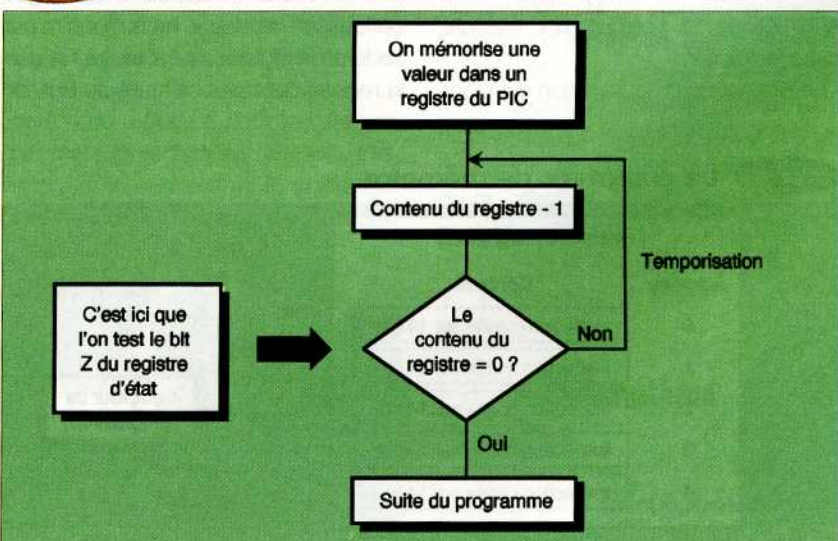 On mémorise une
valeur dans un
registre du PIC
Contenu du registre - 1
Temporisation
C'est ici que
l'on test le bit
Z du registre
d'état
Le
contenu du
registre = 0 ?
Non
Oui
Suite du programme